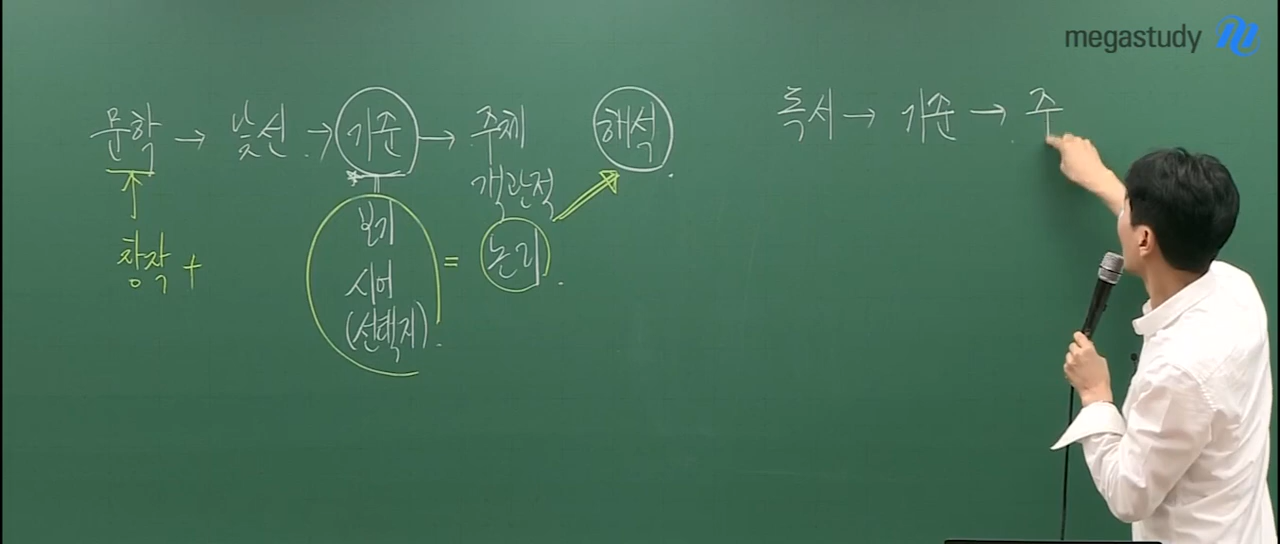 megastudy
문학 → 낯선 → 기준 → 주제 해석
객관적
창작 +
보기 = 논리
시어
(선택지)
독서 → 기준 → 주